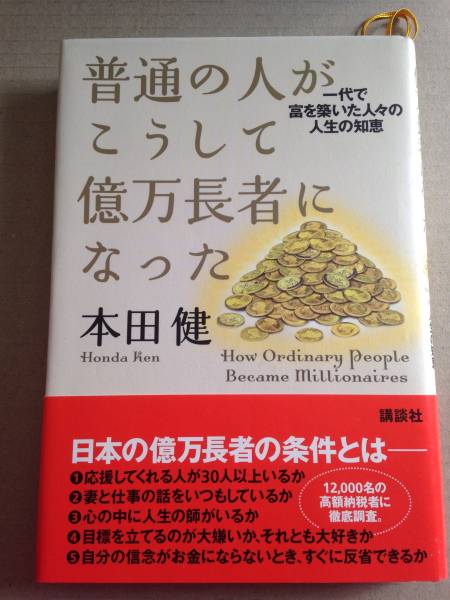 普通の人が
こうして
億万長者に
なった
一代で
富を築いた人々の
人生の知恵
本田 健
Honda Ken
How Ordinary People
Became Millionaires
講談社
日本の億万長者の条件とは──
❶応援してくれる人が30人以上いるか
❷妻と仕事の話をいつもしているか
❸心の中に人生の師がいるか
❹目標を立てるのが大嫌いか、それとも大好きか
❺自分の信念がお金にならないとき、すぐに反省できるか
12,000名の
高額納税者に
徹底調査。